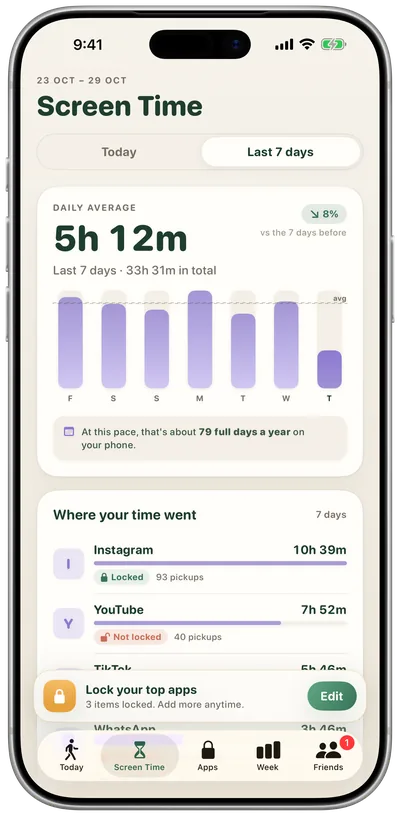 9:41
23 OCT – 29 OCT
Screen Time
Today
Last 7 days
DAILY AVERAGE
8%
5h 12m
vs the 7 days before
Last 7 days · 33h 31m in total
avg
F S S M T W T
At this pace, that's about 79 full days a year on
your phone.
Where your time went
7 days
I
Instagram
10h 39m
Locked
93 pickups
Y
YouTube
7h 52m
Not locked
40 pickups
TikTok
5h 46m
Lock your top apps
3 items locked. Add more anytime.
Edit
WhatsApp
3h 46m
1
Today
Screen Time
Apps
Week
Friends